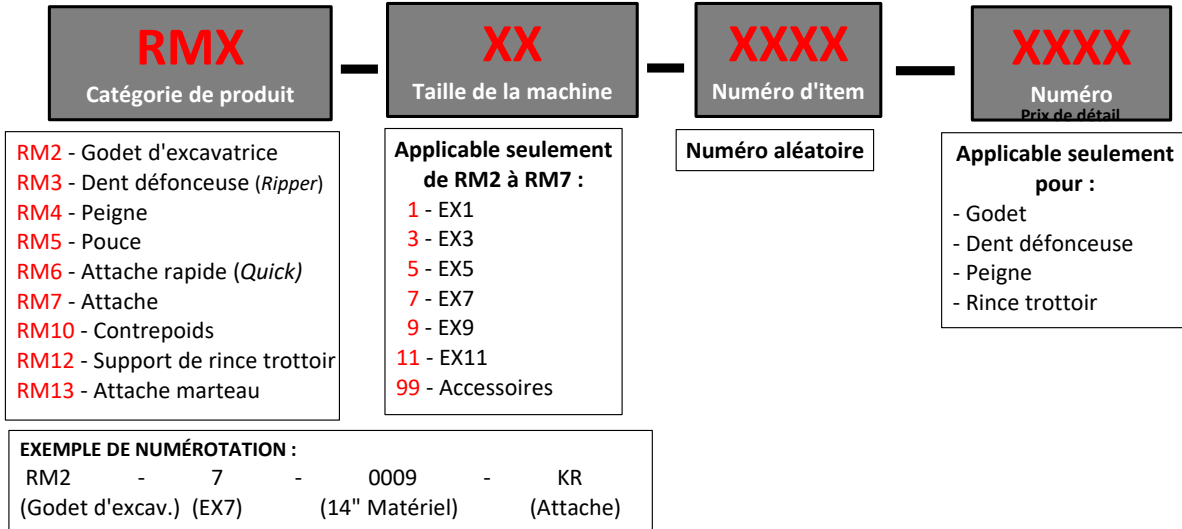 RMX
Catégorie de produit
XX
Taille de la machine
XXXX
Numéro d'item
XXXX
Numéro
Prix de détail
RM2 - Godet d'excavatrice
RM3 - Dent défonceuse (Ripper)
RM4 - Peigne
RM5 - Pouce
RM6 - Attache rapide (Quick)
RM7 - Attache
RM10 - Contrepoids
RM12 - Support de rince trottoir
RM13 - Attache marteau
Applicable seulement
de RM2 à RM7 :
1 - EX1
3 - EX3
5 - EX5
7 - EX7
9 - EX9
11 - EX11
99 - Accessoires
Numéro aléatoire
Applicable seulement
pour :
- Godet
- Dent défonceuse
- Peigne
- Rince trottoir
EXEMPLE DE NUMÉROTATION :
RM2 - 7 - 0009 - KR
(Godet d'excav.) (EX7) (14" Matériel) (Attache)